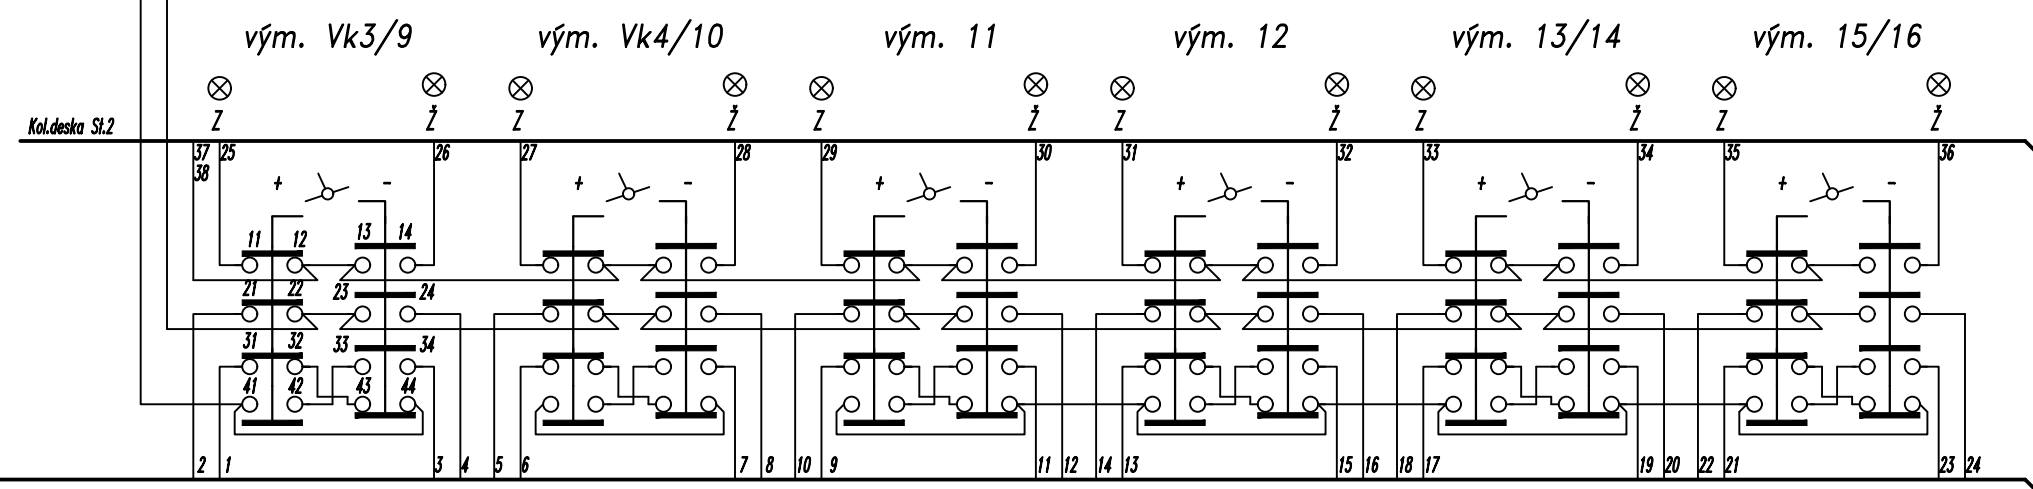 vým. Vk3/9 vým. Vk4/10 vým. 11 vým. 12 vým. 13/14 vým. 15/16
Z Ž Z Ž Z Ž Z Ž Z Ž Z Ž
Kol.deska St.2
37 25 26 27 28 29 30 31 32 33 34 35 36
38
+ - + - + - + - + - + -
11 12 13 14
21 22 23 24
31 32 33 34
41 42 43 44
2 1 3 4 5 6 7 8 10 9 11 12 14 13 15 16 18 17 19 20 22 21 23 24